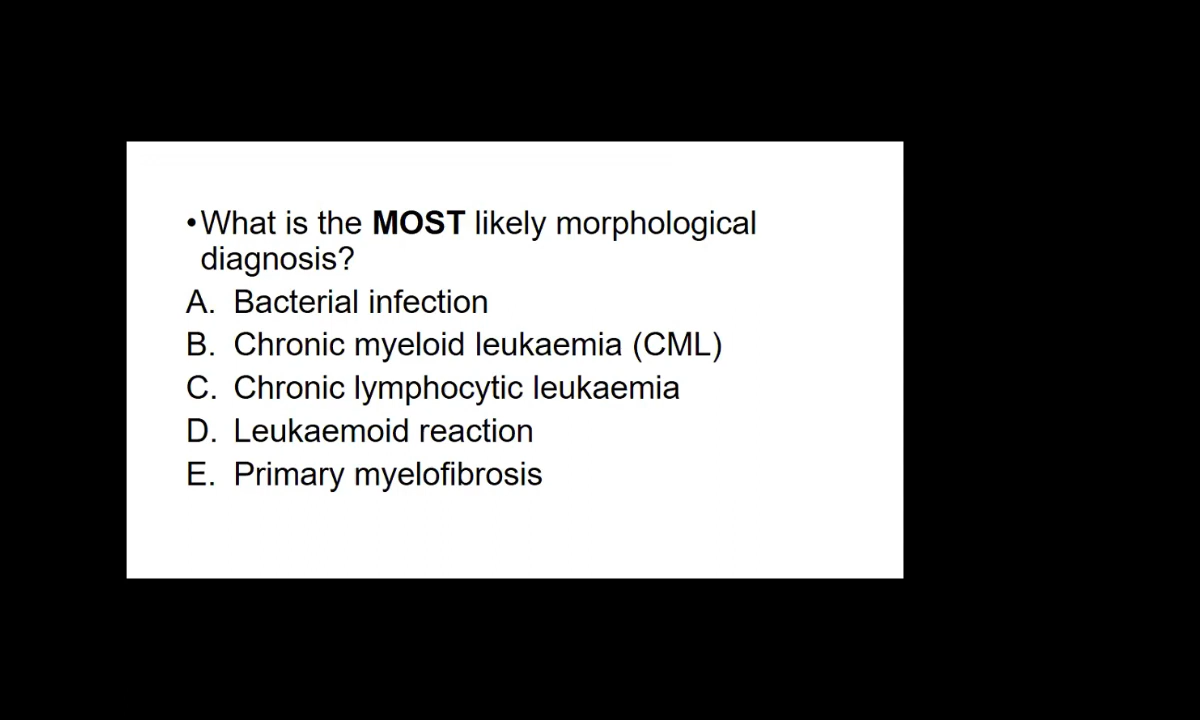 •What is the MOST likely morphological
diagnosis?
A. Bacterial infection
B. Chronic myeloid leukaemia (CML)
C. Chronic lymphocytic leukaemia
D. Leukaemoid reaction
E. Primary myelofibrosis